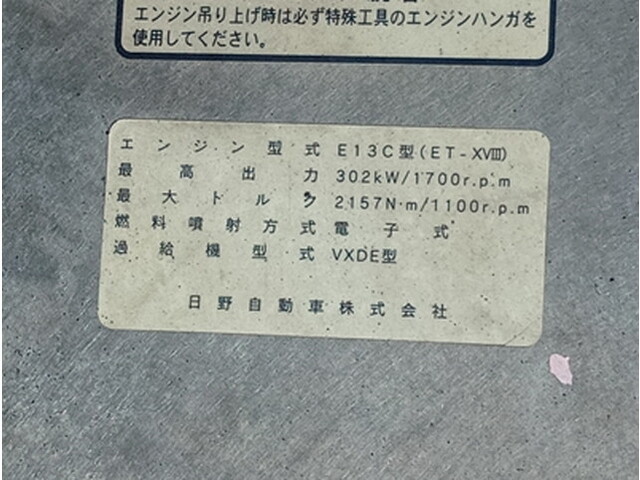 エンジン吊り上げ時は必ず特殊工具のエンジンハンガを
使用してください。
エンジン型式 E13C型(ET-XVIII)
最高出力 302kW/1700r.p.m
最大トルク 2157N・m/1100r.p.m
燃料噴射方式 電子式
過給機型式 VXDE型
日野自動車株式会社